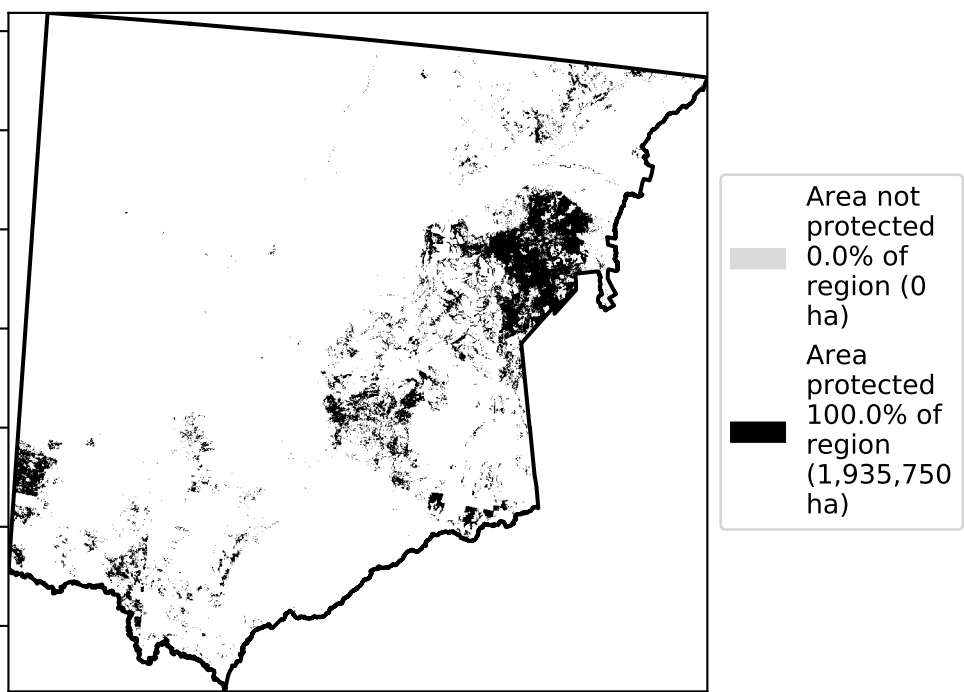 Area not
protected
0.0% of
region (0
ha)
Area
protected
100.0% of
region
(1,935,750
ha)